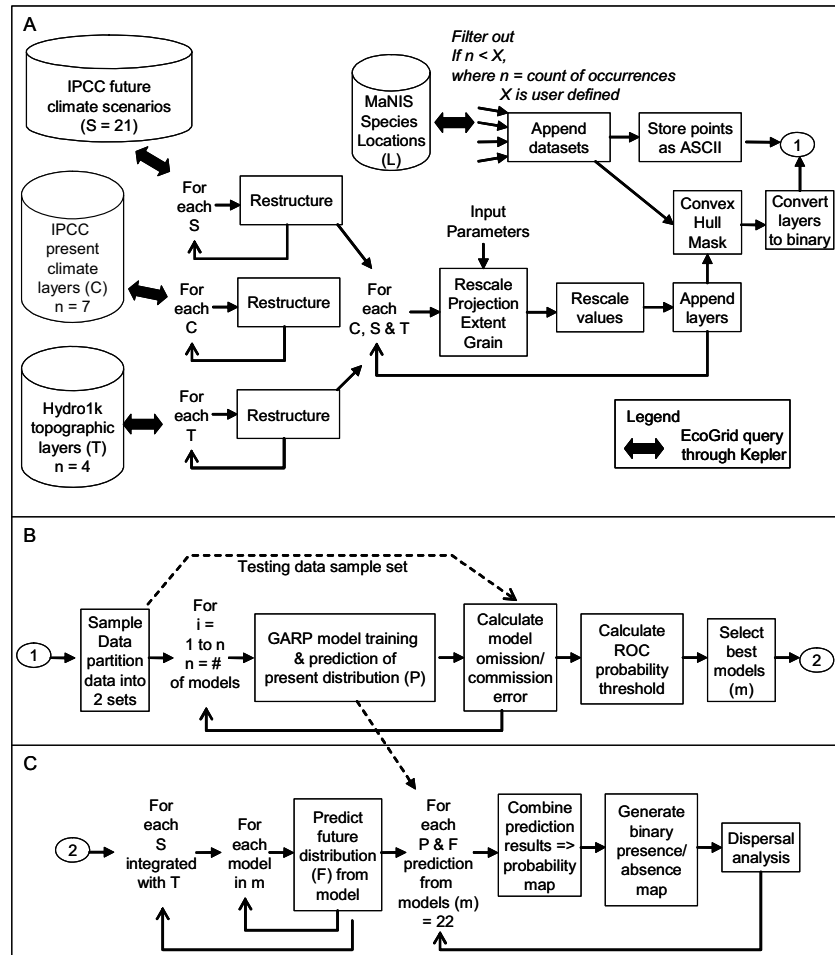 A
IPCC future
climate scenarios
(S = 21)
Filter out
If n < X,
where n = count of occurrences
X is user defined
MaNIS
Species
Locations
(L)
Append
datasets
Store points
as ASCII
1
IPCC
present
climate
layers (C)
n = 7
For
each
S
Restructure
For
each
C
Restructure
Hydro1k
topographic
layers (T)
n = 4
For
each
T
Restructure
For
each
C, S & T
Input
Parameters
Rescale
Projection
Extent
Grain
Rescale
values
Append
layers
Convex
Hull
Mask
Convert
layers
to binary
Legend
EcoGrid query
through Kepler
B
Testing data sample set
1
Sample
Data
partition
data into
2 sets
For
i =
1 to n
n = #
of models
GARP model training
& prediction of
present distribution (P)
Calculate
model
omission/
commission
error
Calculate
ROC
probability
threshold
Select
best
models
(m)
2
C
2
For
each
S
integrated
with T
For
each
model
in m
Predict
future
distribution
(F) from
model
For
each
P & F
prediction
from
models (m)
= 22
Combine
prediction
results =>
probability
map
Generate
binary
presence/
absence
map
Dispersal
analysis